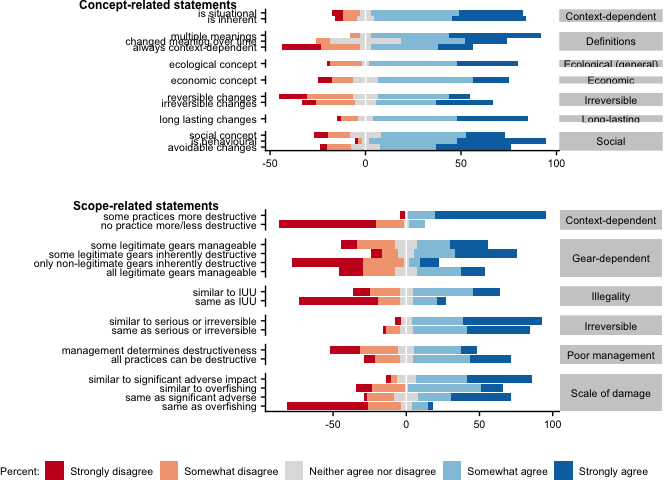 Concept-related statements
is situational
is inherent
Context-dependent
multiple meanings
changed meaning over time
always context-dependent
Definitions
ecological concept
Ecological (general)
economic concept
Economic
reversible changes
irreversible changes
Irreversible
long lasting changes
Long-lasting
social concept
is behavioural
avoidable changes
Social
-50 0 50 100
Scope-related statements
some practices more destructive
no practice more/less destructive
Context-dependent
some legitimate gears manageable
some legitimate gears inherently destructive
only non-legitimate gears inherently destructive
all legitimate gears manageable
Gear-dependent
similar to IUU
same as IUU
Illegality
similar to serious or irreversible
same as serious or irreversible
Irreversible
management determines destructiveness
all practices can be destructive
Poor management
similar to significant adverse impact
similar to overfishing
same as significant adverse
same as overfishing
Scale of damage
-50 0 50 100
Percent: Strongly disagree Somewhat disagree Neither agree nor disagree Somewhat agree Strongly agree